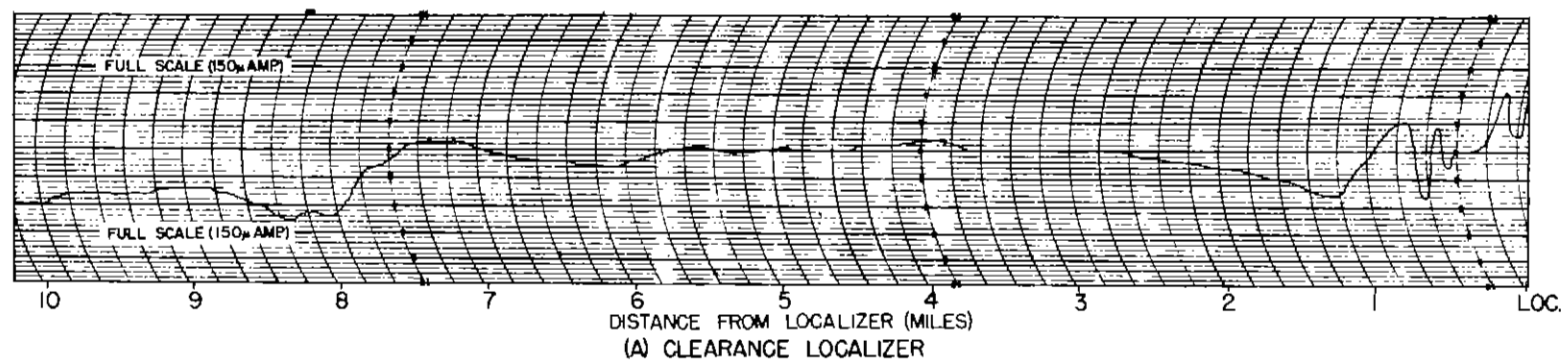 FULL SCALE (150μ AMP)
FULL SCALE (150μ AMP)
10 9 8 7 6 5 4 3 2 1 LOC.
DISTANCE FROM LOCALIZER (MILES)
(A) CLEARANCE LOCALIZER